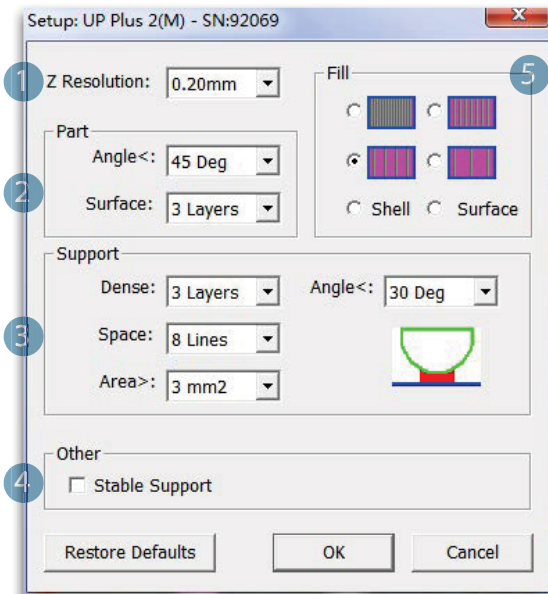 Setup: UP Plus 2(M) - SN:92069
x
1
Z Resolution: 0.20mm
Fill
5
Part
Angle<: 45 Deg
2
Surface: 3 Layers
Shell Surface
Support
Dense: 3 Layers Angle<: 30 Deg
3
Space: 8 Lines
Area>: 3 mm2
Other
4
Stable Support
Restore Defaults OK Cancel